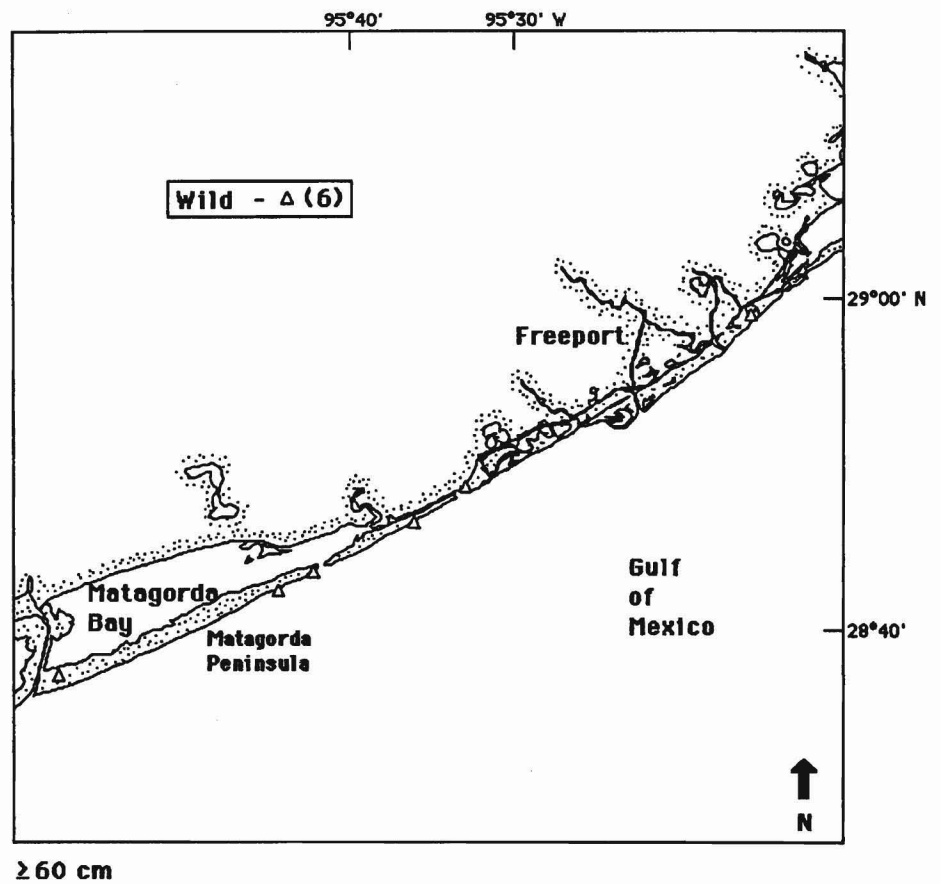 95°40' 95°30' W
Wild - △ (6)
29°00' N
Freeport
Gulf
of
Mexico
Matagorda
Bay
28°40'
Matagorda
Peninsula
N
≥60 cm